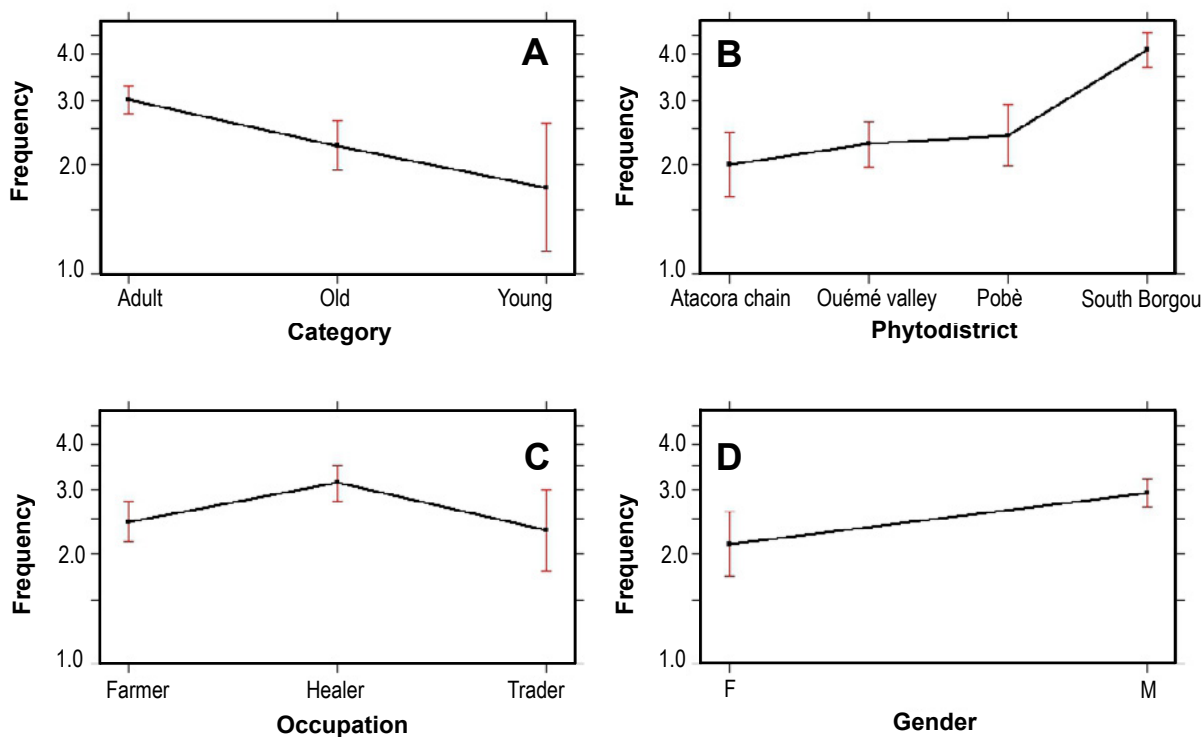 A
Frequency
4.0
3.0
2.0
1.0
Adult Old Young
Category
B
Frequency
4.0
3.0
2.0
1.0
Atacora chain Ouémé valley Pobè South Borgou
Phytodistrict
C
Frequency
4.0
3.0
2.0
1.0
Farmer Healer Trader
Occupation
D
Frequency
4.0
3.0
2.0
1.0
F M
Gender